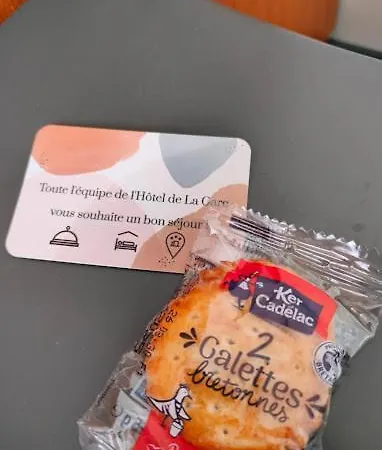 Toute l'équipe de l'Hôtel de La Gare
vous souhaite un bon séjour
Ker
Cadélac
2
Galettes
bretonnes